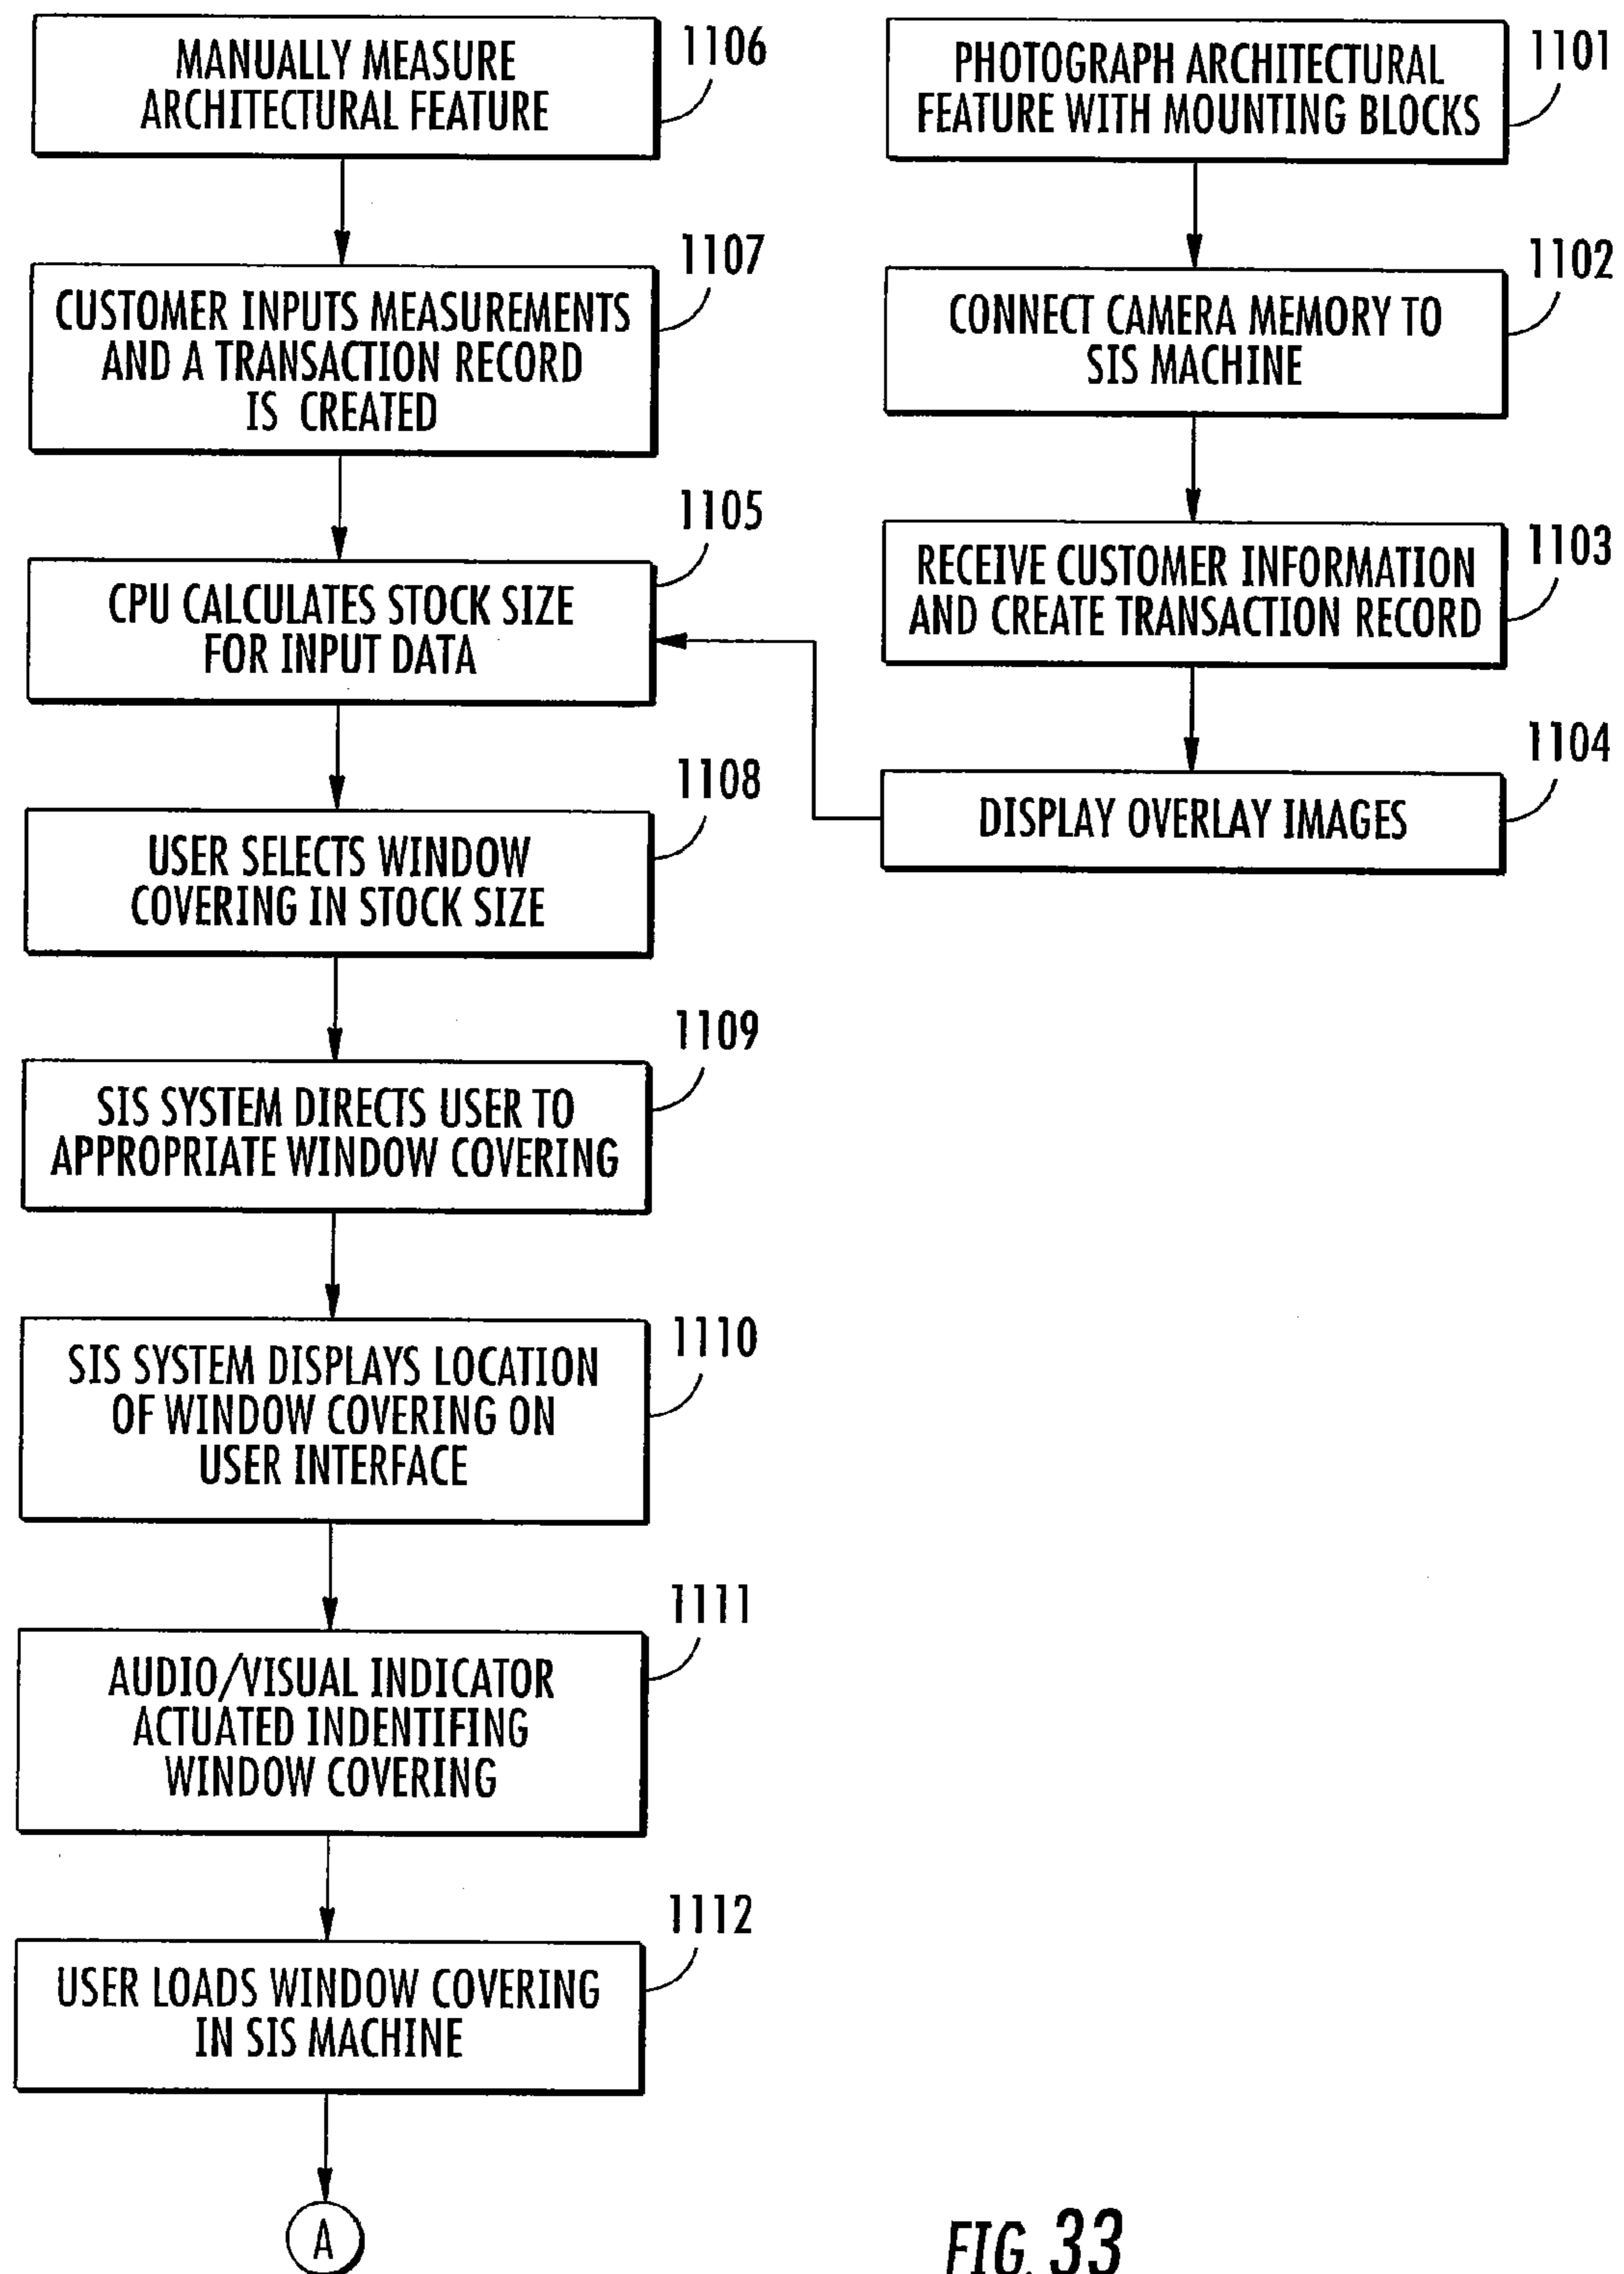 MANUALLY MEASURE
ARCHITECTURAL FEATURE
1106
CUSTOMER INPUTS MEASUREMENTS
AND A TRANSACTION RECORD
IS CREATED
1107
CPU CALCULATES STOCK SIZE
FOR INPUT DATA
1105
USER SELECTS WINDOW
COVERING IN STOCK SIZE
1108
SIS SYSTEM DIRECTS USER TO
APPROPRIATE WINDOW COVERING
1109
SIS SYSTEM DISPLAYS LOCATION
OF WINDOW COVERING ON
USER INTERFACE
1110
AUDIO/VISUAL INDICATOR
ACTUATED INDENTIFING
WINDOW COVERING
1111
USER LOADS WINDOW COVERING
IN SIS MACHINE
1112
A
PHOTOGRAPH ARCHITECTURAL
FEATURE WITH MOUNTING BLOCKS
1101
CONNECT CAMERA MEMORY TO
SIS MACHINE
1102
RECEIVE CUSTOMER INFORMATION
AND CREATE TRANSACTION RECORD
1103
DISPLAY OVERLAY IMAGES
1104
FIG. 33